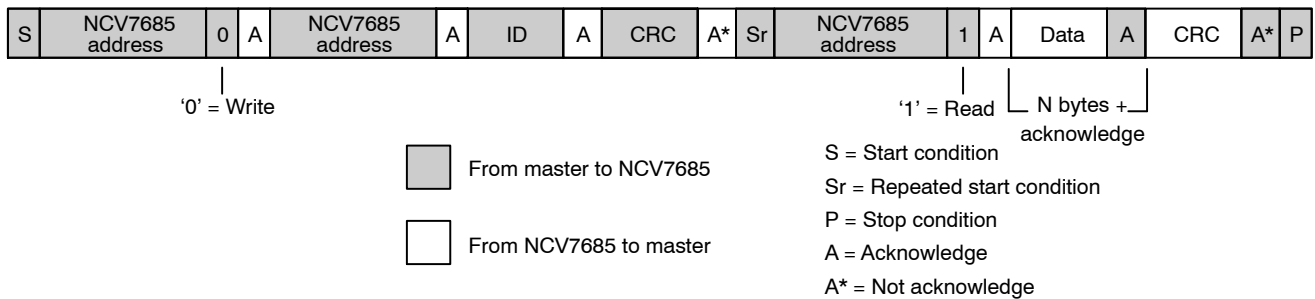 S NCV7685 address 0 A NCV7685 address A ID A CRC A* Sr NCV7685 address 1 A Data A CRC A* P
‘0’ = Write
‘1’ = Read
N bytes +
acknowledge
From master to NCV7685
From NCV7685 to master
S = Start condition
Sr = Repeated start condition
P = Stop condition
A = Acknowledge
A* = Not acknowledge